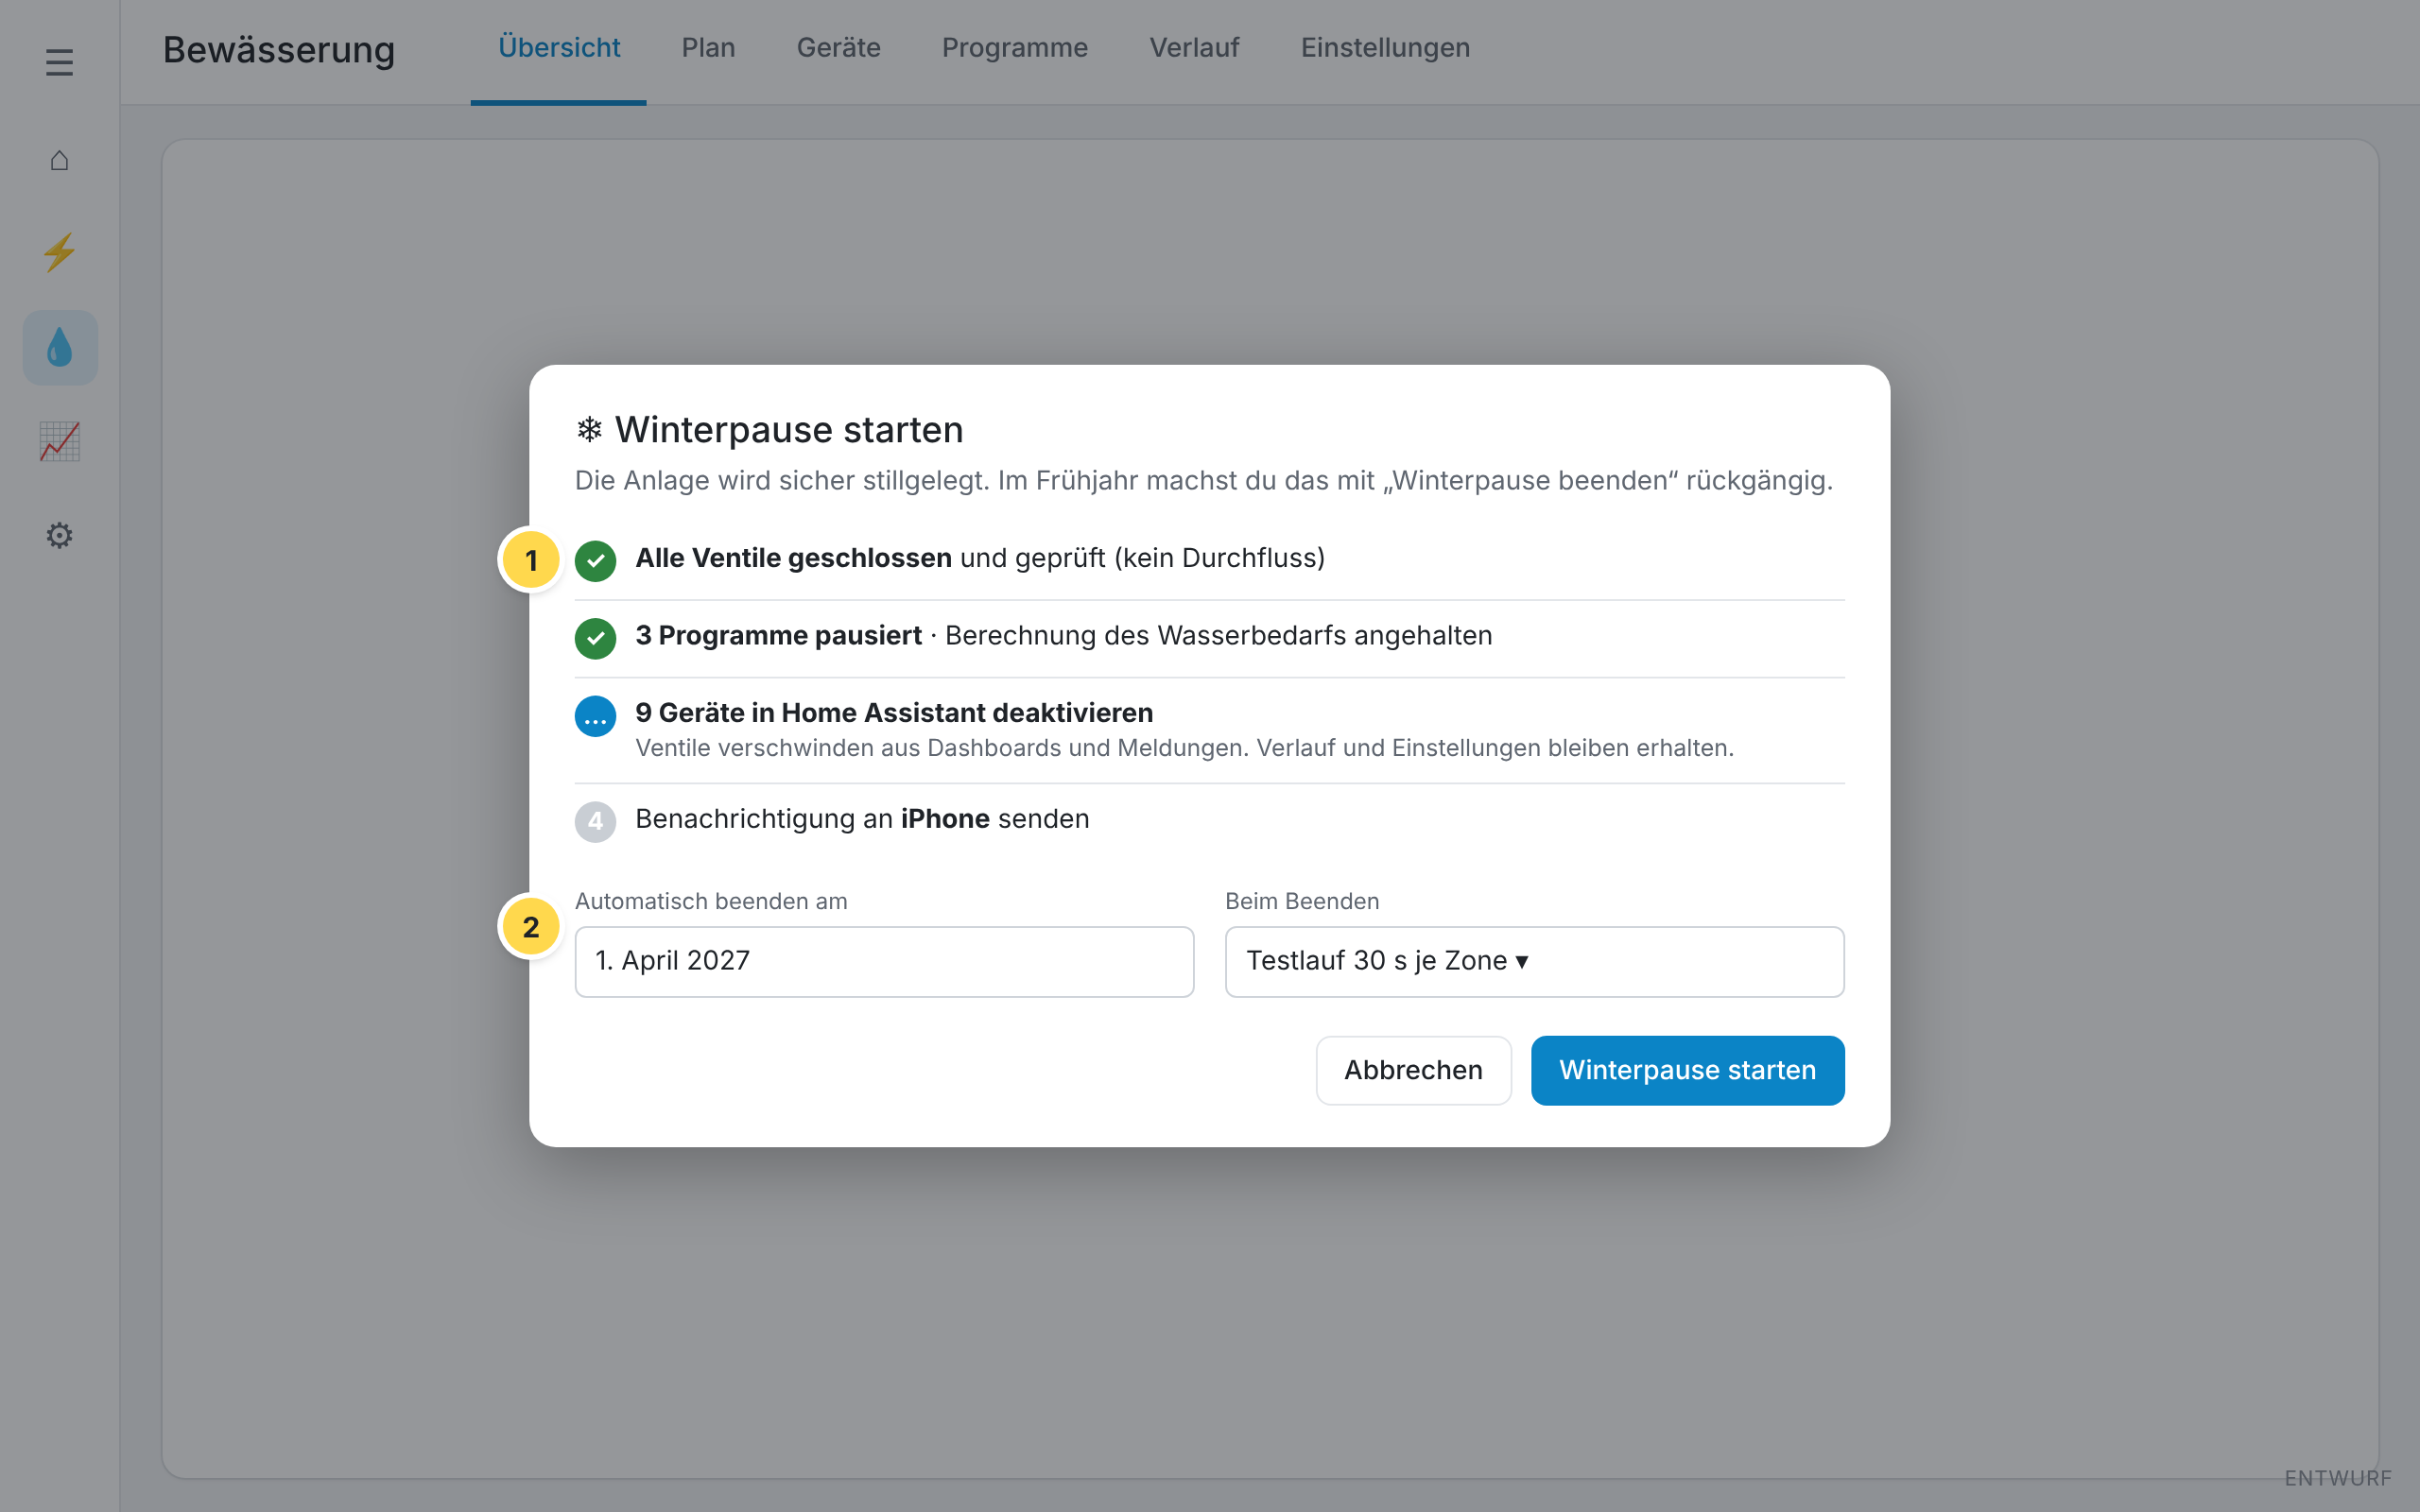 Bewässerung
Übersicht
Plan
Geräte
Programme
Verlauf
Einstellungen
❄ Winterpause starten
Die Anlage wird sicher stillgelegt. Im Frühjahr machst du das mit „Winterpause beenden“ rückgängig.
1
Alle Ventile geschlossen und geprüft (kein Durchfluss)
3 Programme pausiert · Berechnung des Wasserbedarfs angehalten
… 9 Geräte in Home Assistant deaktivieren
Ventile verschwinden aus Dashboards und Meldungen. Verlauf und Einstellungen bleiben erhalten.
4 Benachrichtigung an iPhone senden
2
Automatisch beenden am
1. April 2027
Beim Beenden
Testlauf 30 s je Zone ▾
Abbrechen
Winterpause starten
ENTWURF